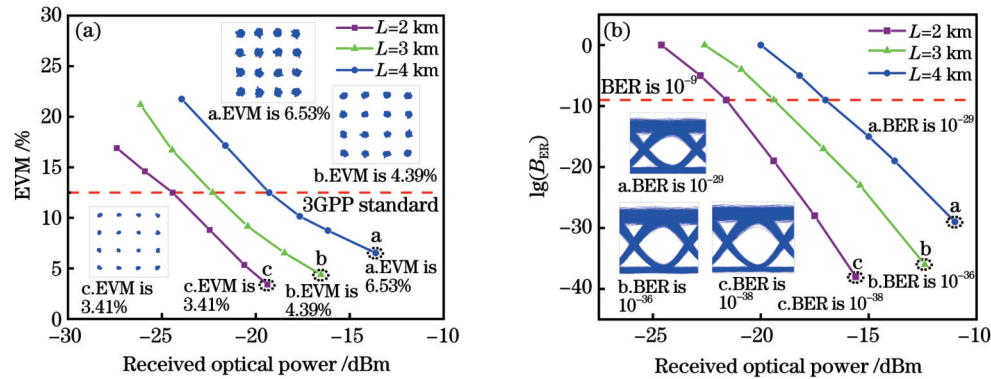 (a)
L=2 km
L=3 km
L=4 km
a.EVM is 6.53%
b.EVM is 4.39%
3GPP standard
c.EVM is
3.41%
c.EVM is
3.41%
b.EVM is
4.39%
a.EVM is
6.53%
a
b
c
30
25
20
15
10
5
0
EVM /%
−30
−25
−20
−15
−10
−5
Received optical power /dBm
(b)
L=2 km
L=3 km
L=4 km
BER is 10⁻⁹
a.BER is 10⁻²⁹
a.BER is 10⁻²⁹
b.BER is
10⁻³⁶
c.BER is
10⁻³⁸
c.BER is 10⁻³⁸
b.BER is 10⁻³⁶
a
b
c
0
−10
−20
−30
−40
lg(B_ER)
−25
−20
−15
−10
Received optical power /dBm